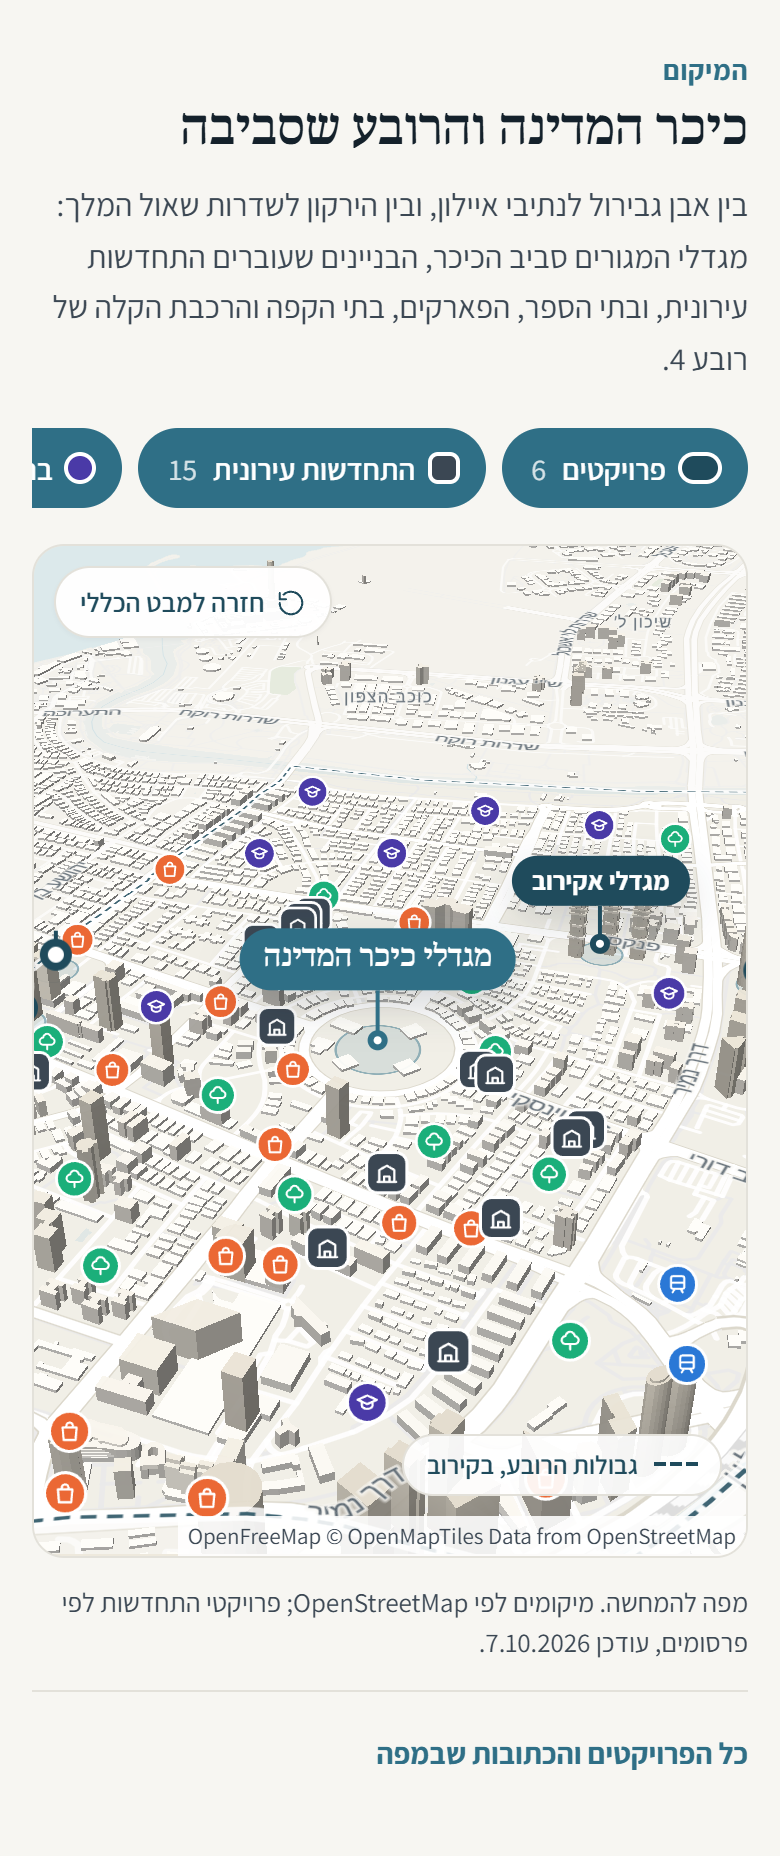 המיקום
כיכר המדינה והרובע שסביבה
בין אבן גבירול לנתיבי איילון, ובין הירקון לשדרות שאול המלך:
מגדלי המגורים סביב הכיכר, הבניינים שעוברים התחדשות
עירונית, ובתי הספר, הפארקים, בתי הקפה והרכבת הקלה של
רובע 4.
פרויקטים 6
התחדשות עירונית 15
חזרה למבט הכללי
שיכון ל'
כוכב הצפון
שדרות רוקח
שדרות רוקח
מגדלי אקירוב
פנקס
מגדלי כיכר המדינה
דרך נמיר
דרך נמיר
גבולות הרובע, בקירוב
OpenFreeMap © OpenMapTiles Data from OpenStreetMap
מפה להמחשה. מיקומים לפי OpenStreetMap; פרויקטי התחדשות לפי
פרסומים, עודכן 7.10.2026.
כל הפרויקטים והכתובות שבמפה